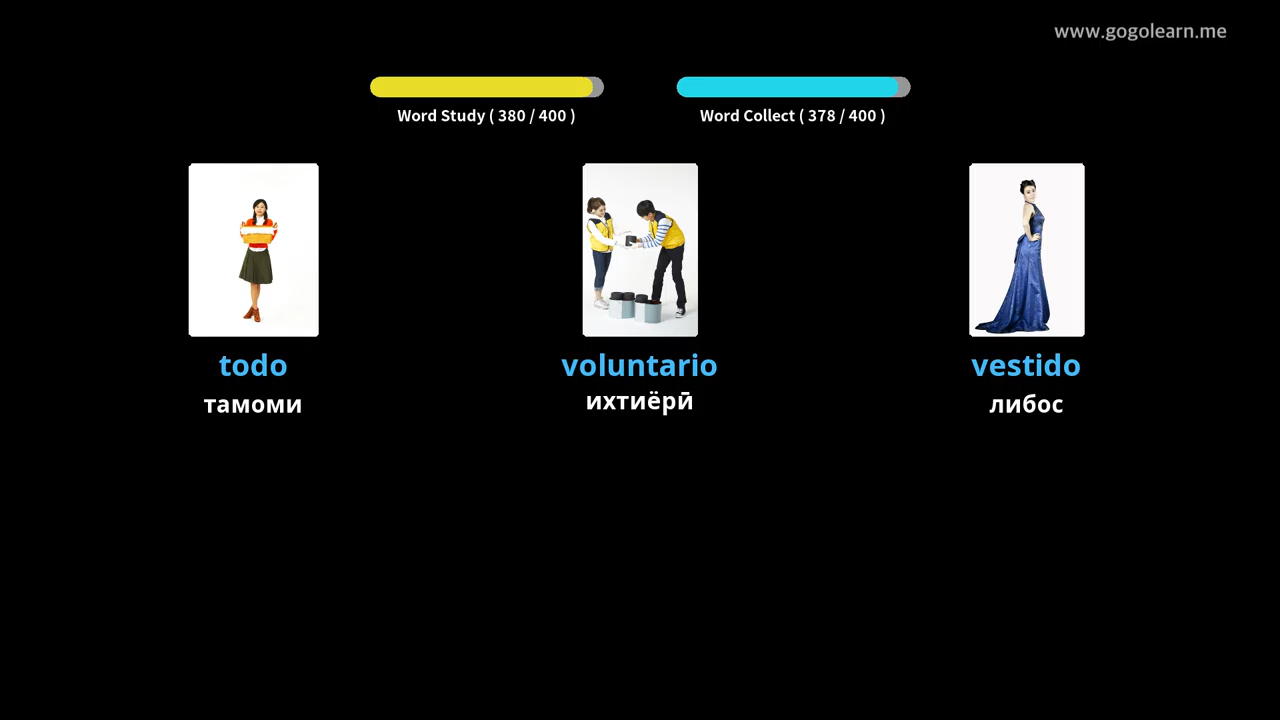 www.gogolearn.me
Word Study ( 380 / 400 )
Word Collect ( 378 / 400 )
todo
тамоми
voluntario
ихтиёрӣ
vestido
либос